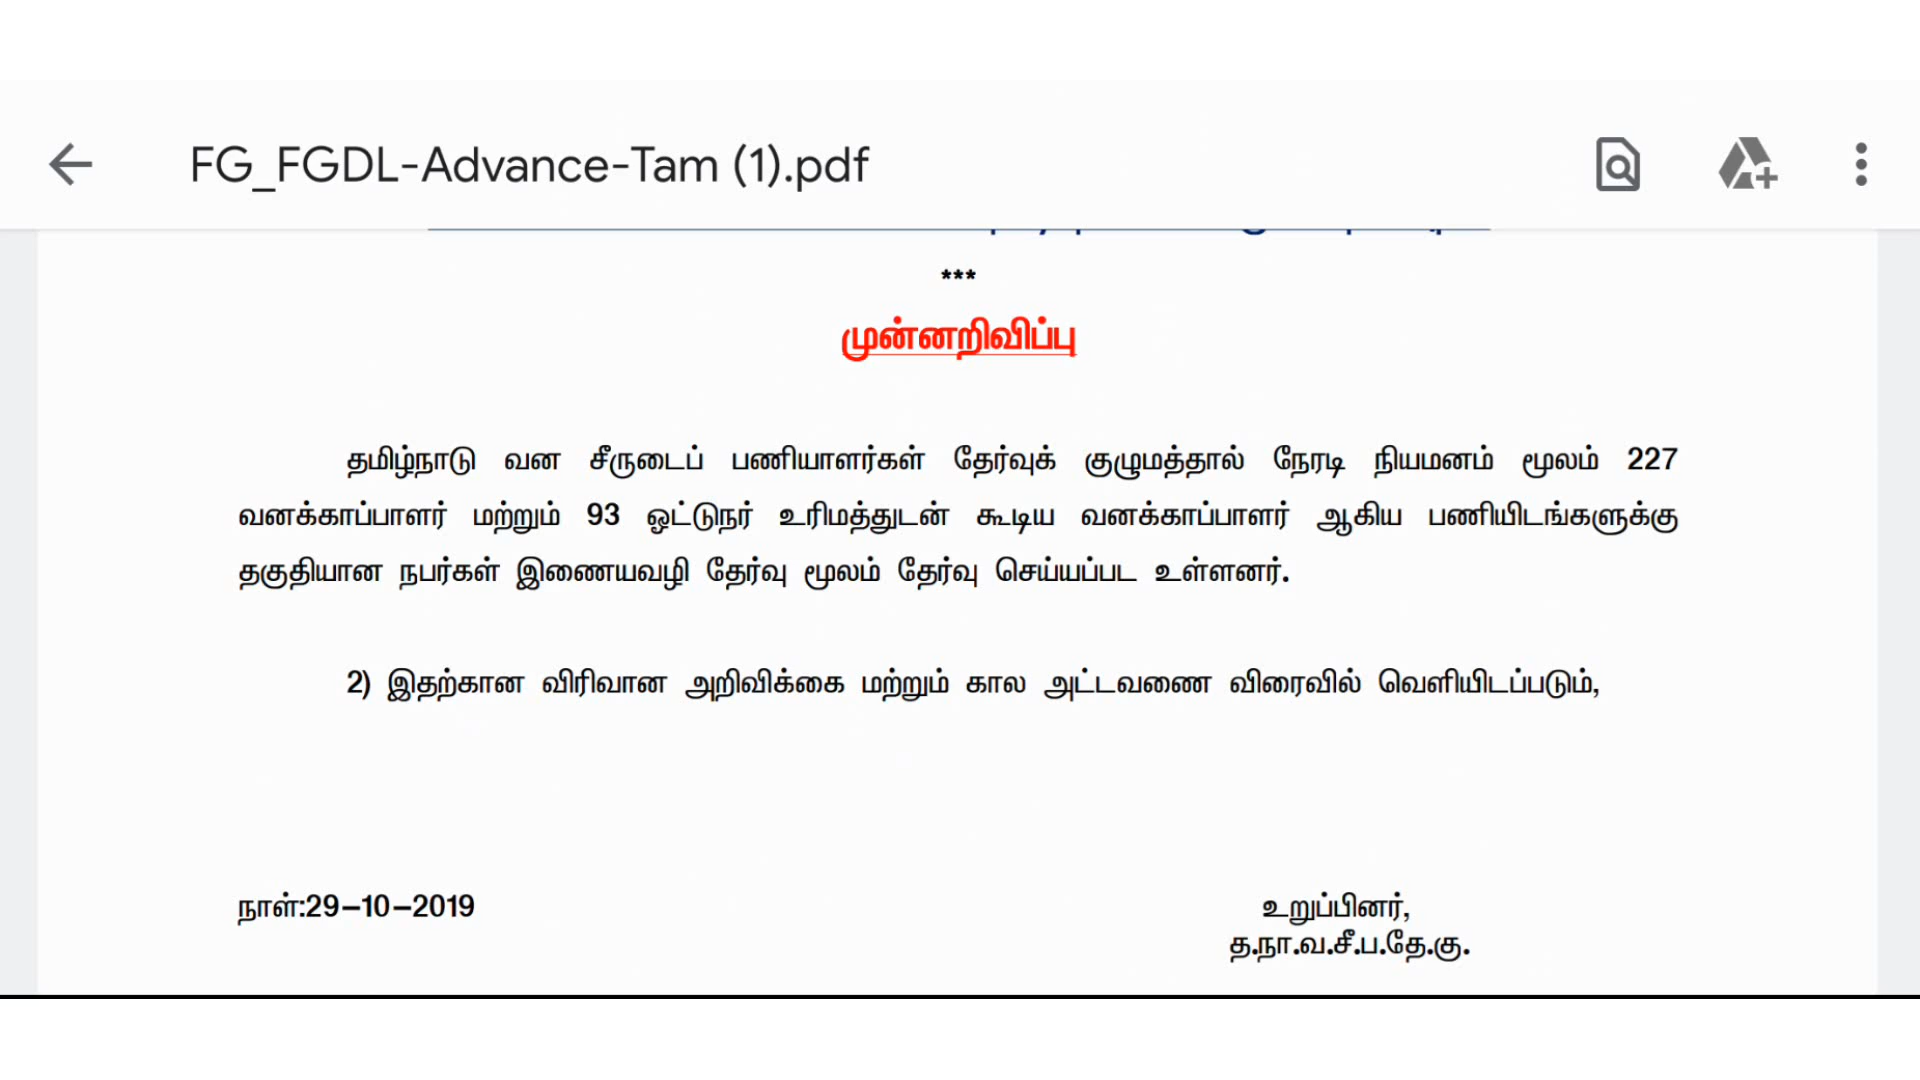 FG_FGDL-Advance-Tam (1).pdf
***
முன்னறிவிப்பு
தமிழ்நாடு வன சீருடைப் பணியாளர்கள் தேர்வுக் குழுமத்தால் நேரடி நியமனம் மூலம் 227
வனக்காப்பாளர் மற்றும் 93 ஓட்டுநர் உரிமத்துடன் கூடிய வனக்காப்பாளர் ஆகிய பணியிடங்களுக்கு
தகுதியான நபர்கள் இணையவழி தேர்வு மூலம் தேர்வு செய்யப்பட உள்ளனர்.
2) இதற்கான விரிவான அறிவிக்கை மற்றும் கால அட்டவணை விரைவில் வெளியிடப்படும்,
நாள்:29–10–2019
உறுப்பினர்,
த.நா.வ.சீ.ப.தே.கு.